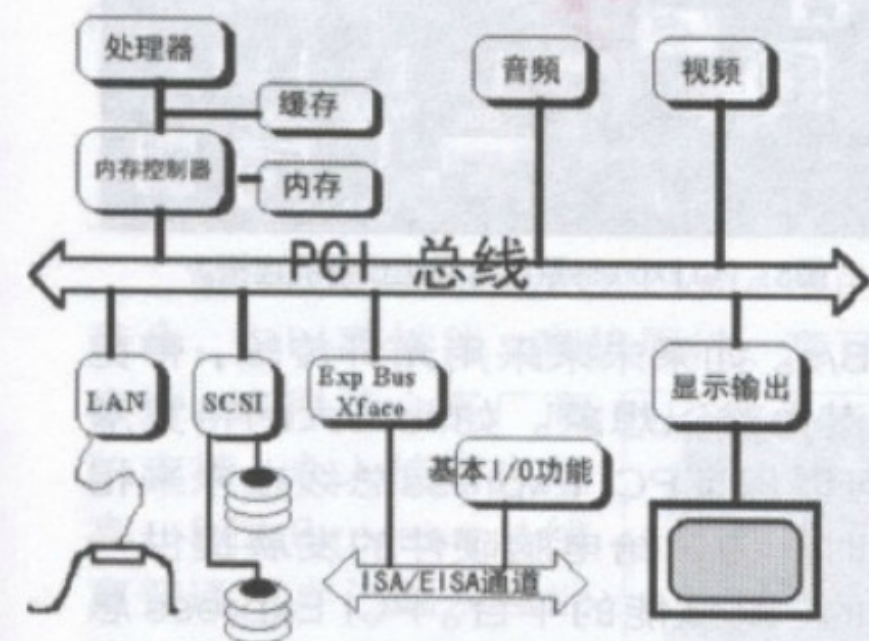 处理器
音频
视频
缓存
内存控制器
内存
PCI 总线
LAN
SCSI
Exp Bus
Xface
显示输出
基本I/O功能
ISA/EISA通道